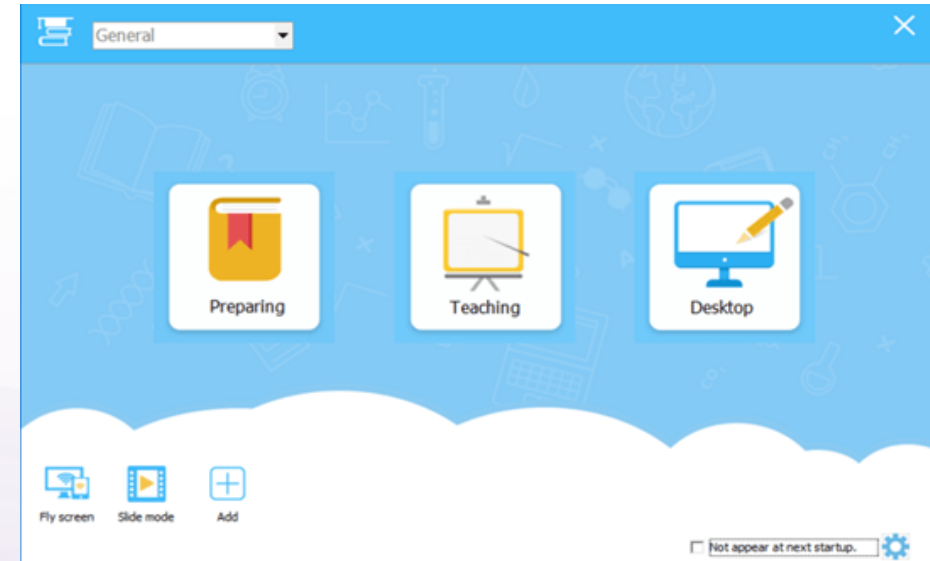 General
Preparing
Teaching
Desktop
Fly screen
Slide mode
Add
Not appear at next startup.